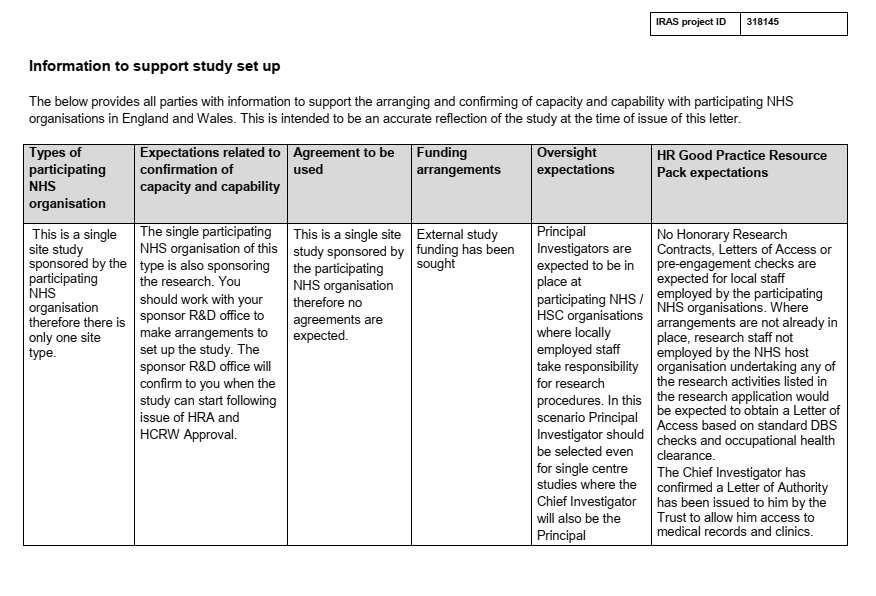 IRAS project ID 318145
Information to support study set up
The below provides all parties with information to support the arranging and confirming of capacity and capability with participating NHS
organisations in England and Wales. This is intended to be an accurate reflection of the study at the time of issue of this letter.
Types of
participating
NHS
organisation
Expectations related to
confirmation of
capacity and capability
Agreement to be
used
Funding
arrangements
Oversight
expectations
HR Good Practice Resource
Pack expectations
This is a single
site study
sponsored by the
participating
NHS
organisation
therefore there is
only one site
type.
The single participating
NHS organisation of this
type is also sponsoring
the research. You
should work with your
sponsor R&D office to
make arrangements to
set up the study. The
sponsor R&D office will
confirm to you when the
study can start following
issue of HRA and
HCRW Approval.
This is a single site
study sponsored by
the participating
NHS organisation
therefore no
agreements are
expected.
External study
funding has been
sought
Principal
Investigators are
expected to be in
place at
participating NHS /
HSC organisations
where locally
employed staff
take responsibility
for research
procedures. In this
scenario Principal
Investigator should
be selected even
for single centre
studies where the
Chief Investigator
will also be the
Principal
No Honorary Research
Contracts, Letters of Access or
pre-engagement checks are
expected for local staff
employed by the participating
NHS organisations. Where
arrangements are not already in
place, research staff not
employed by the NHS host
organisation undertaking any of
the research activities listed in
the research application would
be expected to obtain a Letter of
Access based on standard DBS
checks and occupational health
clearance.
The Chief Investigator has
confirmed a Letter of Authority
has been issued to him by the
Trust to allow him access to
medical records and clinics.